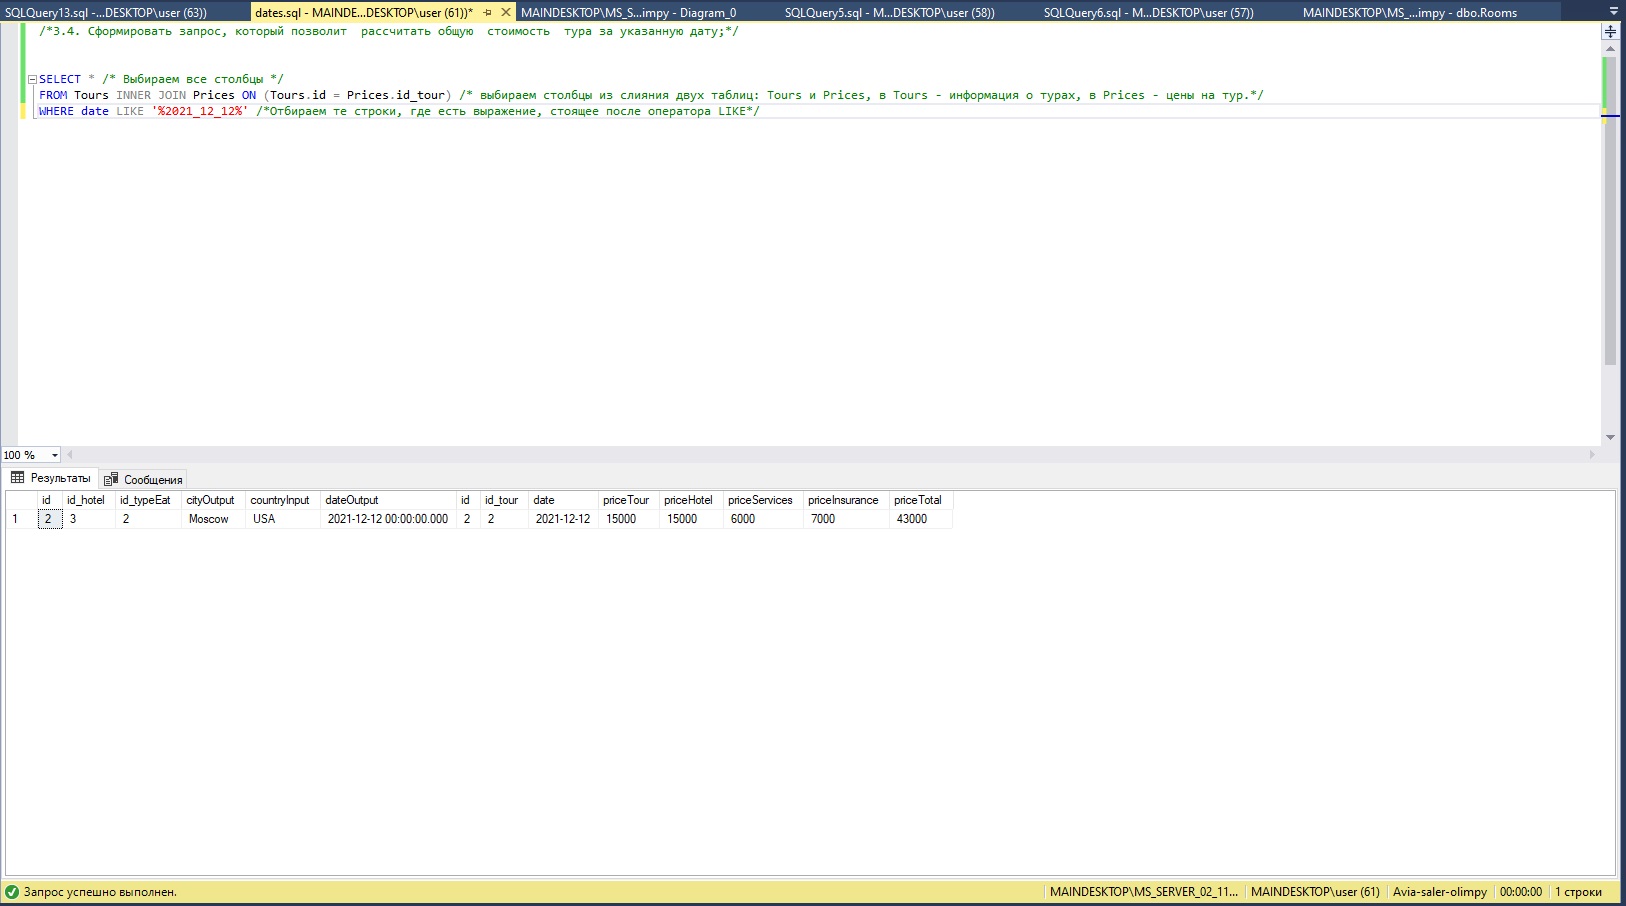 SQLQuery13.sql -...DESKTOP\user (63)) dates.sql - MAINDE...DESKTOP\user (61))* MAINDESKTOP\MS_S...impy - Diagram_0 SQLQuery5.sql - M...DESKTOP\user (58)) SQLQuery6.sql - M...DESKTOP\user (57)) MAINDESKTOP\MS_...impy - dbo.Rooms
/*3.4. Сформировать запрос, который позволит  рассчитать общую  стоимость  тура за указанную дату;*/
SELECT * /* Выбираем все столбцы */
FROM Tours INNER JOIN Prices ON (Tours.id = Prices.id_tour) /* выбираем столбцы из слияния двух таблиц: Tours и Prices, в Tours - информация о турах, в Prices - цены на тур.*/
WHERE date LIKE '%2021_12_12%' /*Отбираем те строки, где есть выражение, стоящее после оператора LIKE*/
100 %
Результаты Сообщения
id id_hotel id_typeEat cityOutput countryInput dateOutput id id_tour date priceTour priceHotel priceServices priceInsurance priceTotal
1 2 3 2 Moscow USA 2021-12-12 00:00:00.000 2 2 2021-12-12 15000 15000 6000 7000 43000
Запрос успешно выполнен. MAINDESKTOP\MS_SERVER_02_11... MAINDESKTOP\user (61) Avia-saler-olimpy 00:00:00 1 строки